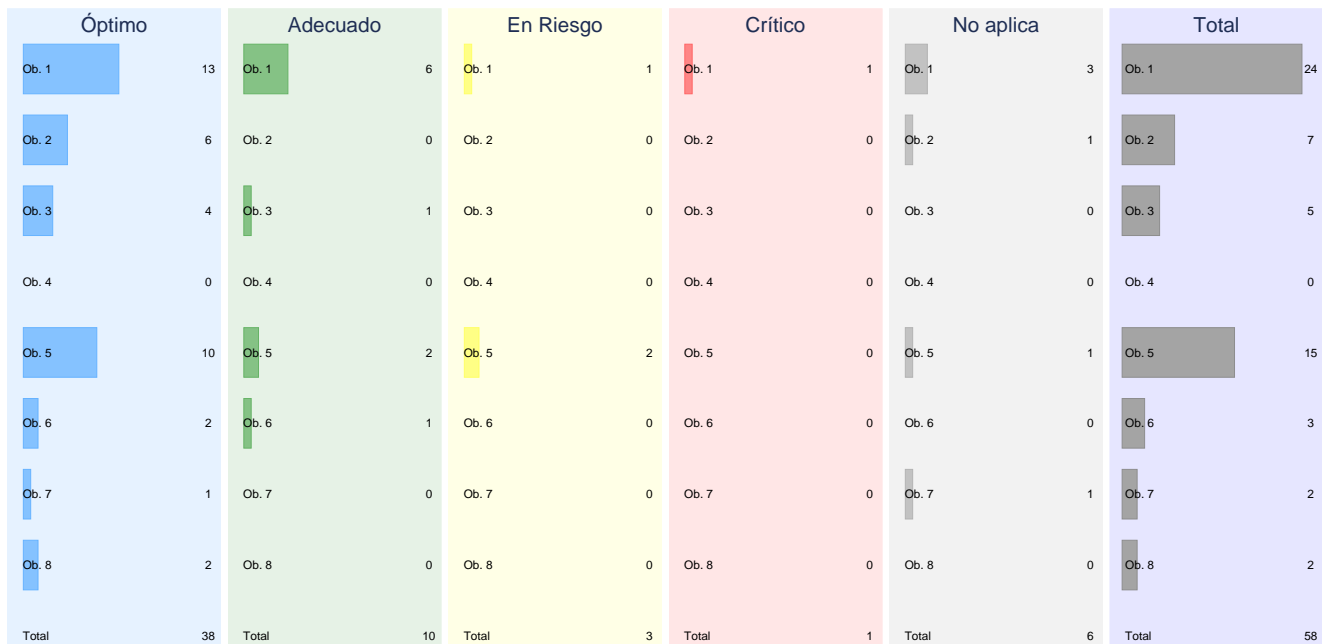 Óptimo Adecuado En Riesgo Crítico No aplica Total
Ob. 1 13 Ob. 1 6 Ob. 1 1 Ob. 1 1 Ob. 1 3 Ob. 1 24
Ob. 2 6 Ob. 2 0 Ob. 2 0 Ob. 2 0 Ob. 2 1 Ob. 2 7
Ob. 3 4 Ob. 3 1 Ob. 3 0 Ob. 3 0 Ob. 3 0 Ob. 3 5
Ob. 4 0 Ob. 4 0 Ob. 4 0 Ob. 4 0 Ob. 4 0 Ob. 4 0
Ob. 5 10 Ob. 5 2 Ob. 5 2 Ob. 5 0 Ob. 5 1 Ob. 5 15
Ob. 6 2 Ob. 6 1 Ob. 6 0 Ob. 6 0 Ob. 6 0 Ob. 6 3
Ob. 7 1 Ob. 7 0 Ob. 7 0 Ob. 7 0 Ob. 7 1 Ob. 7 2
Ob. 8 2 Ob. 8 0 Ob. 8 0 Ob. 8 0 Ob. 8 0 Ob. 8 2
Total 38 Total 10 Total 3 Total 1 Total 6 Total 58